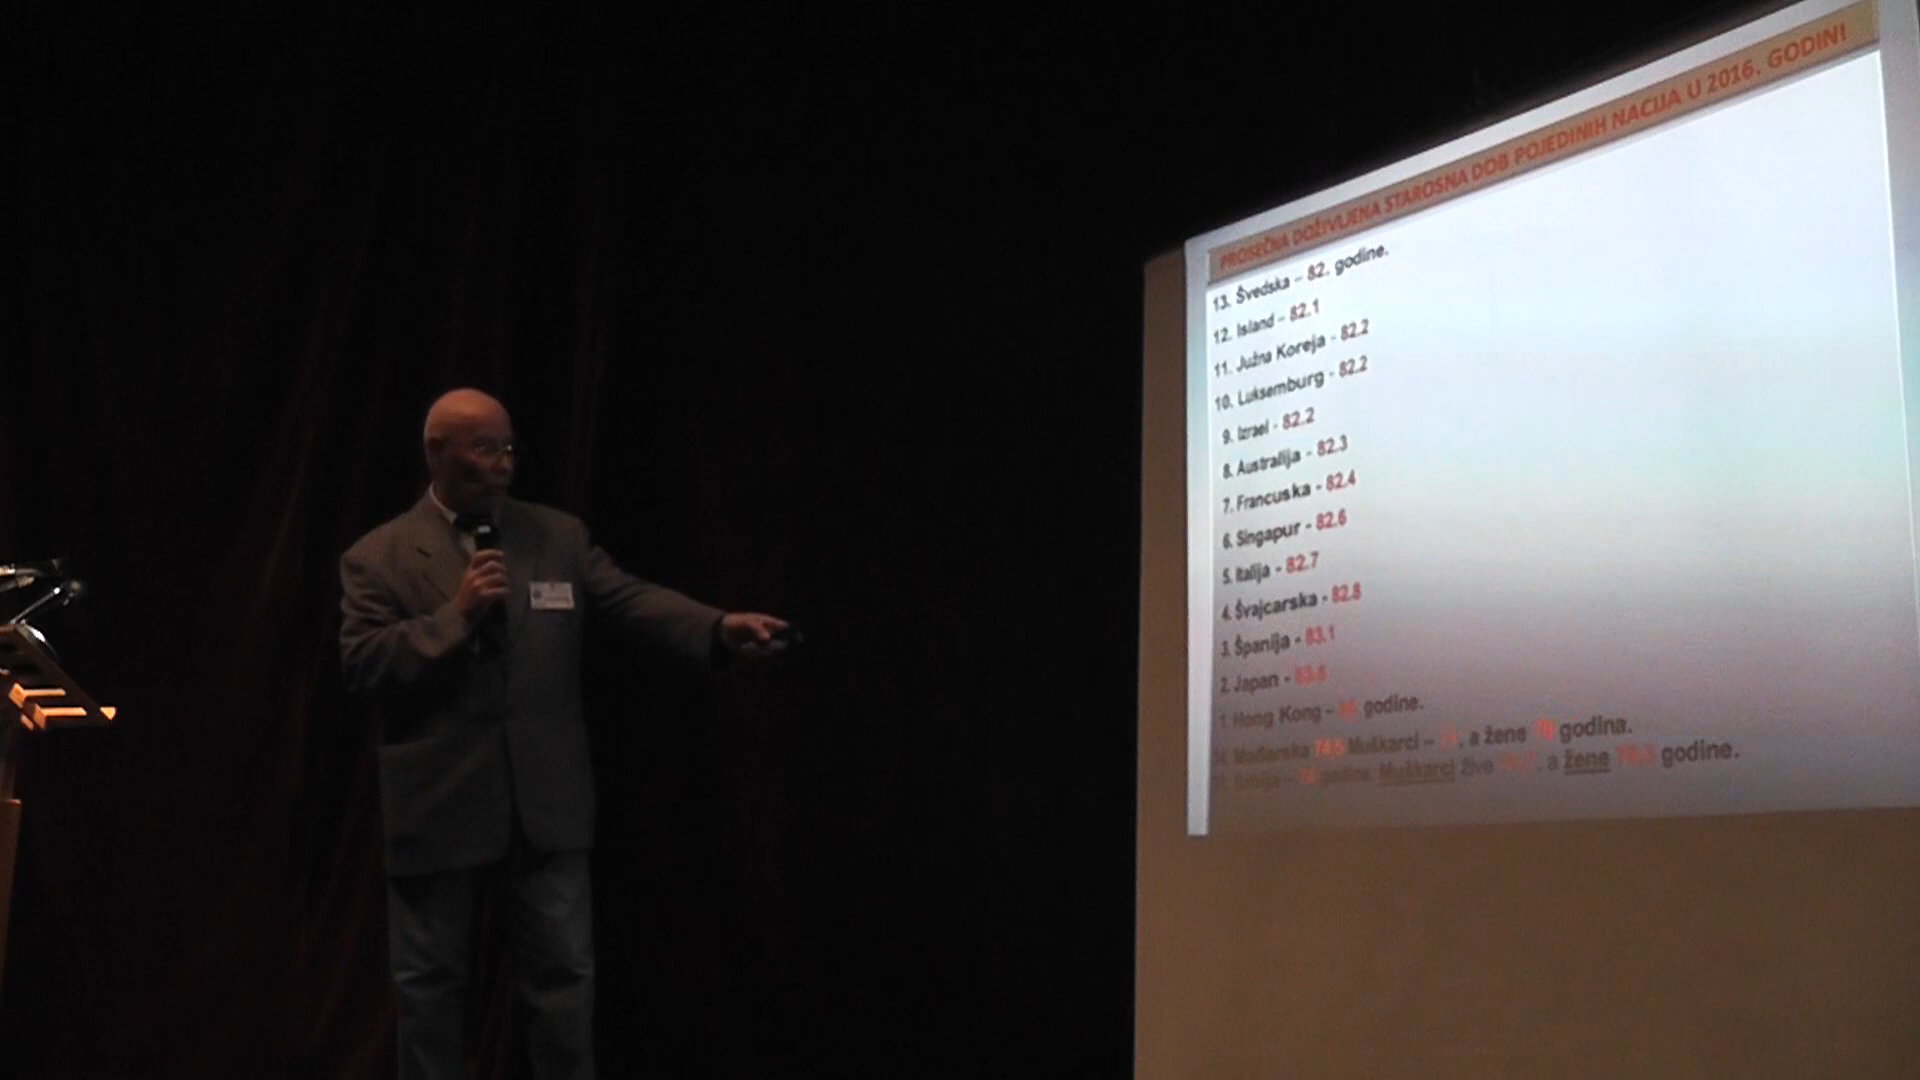 PROSEČNA DOŽIVLJENA STAROSNA DOB POJEDINIH NACIJA U 2016. GODINI
13. Švedska – 82. godine.
12. Island – 82.1
11. Južna Koreja - 82.2
10. Luksemburg - 82.2
9. Izrael - 82.2
8. Australija - 82.3
7. Francuska - 82.4
6. Singapur - 82.6
5. Italija - 82.7
4. Švajcarska - 82.8
3. Španija - 83.1
2. Japan -
1. Hong Kong – godine.
Mađarska Muškarci – , a žene godina.
Srbija – godine. Muškarci žive , a žene godine.